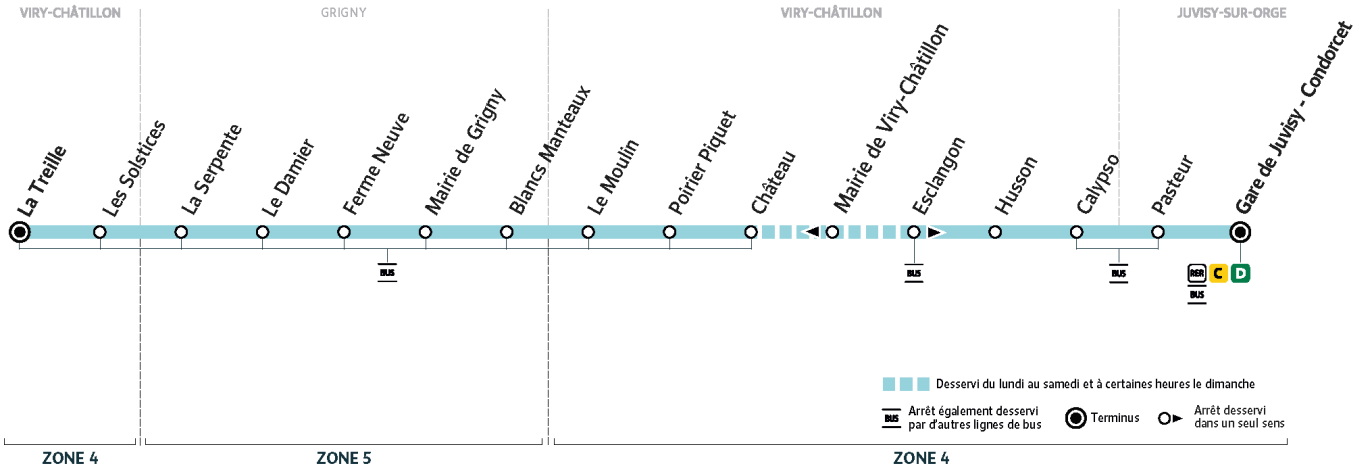 VIRY-CHÂTILLON
GRIGNY
VIRY-CHÂTILLON
JUVISY-SUR-ORGE
La Treille
Les Solstices
La Serpente
Le Damier
Ferme Neuve
Mairie de Grigny
Blancs Manteaux
Le Moulin
Poirier Piquet
Château
Mairie de Viry-Châtillon
Esclangon
Husson
Calypso
Pasteur
Gare de Juvisy - Condorcet
BUS
BUS
BUS
RER C D
BUS
Desservi du lundi au samedi et à certaines heures le dimanche
BUS
Arrêt également desservi
par d'autres lignes de bus
Terminus
Arrêt desservi
dans un seul sens
ZONE 4
ZONE 5
ZONE 4